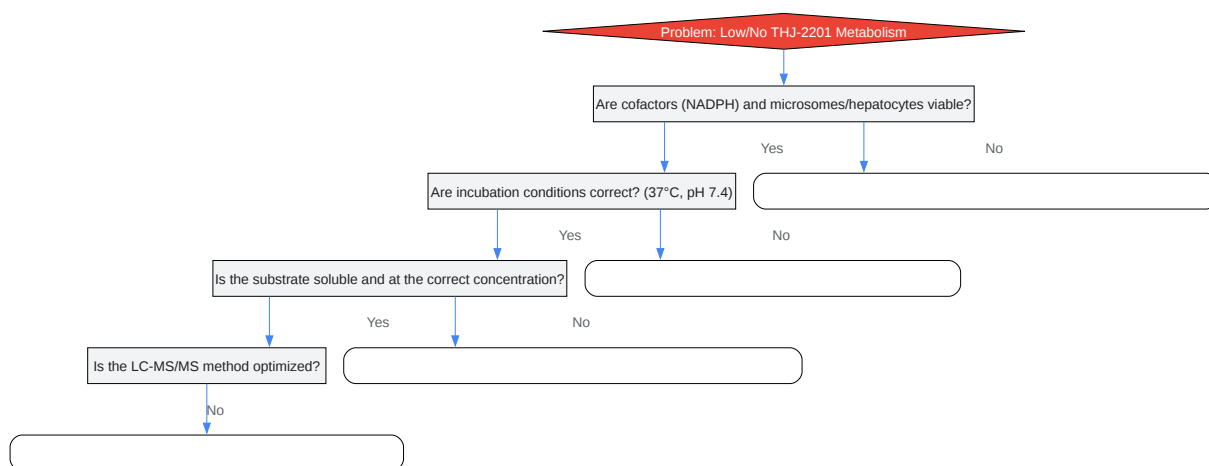 Problem: Low/No THJ-2201 Metabolism
Are cofactors (NADPH) and microsomes/hepatocytes viable?
Yes
No
Are incubation conditions correct? (37°C, pH 7.4)
Yes
No
Is the substrate soluble and at the correct concentration?
Yes
No
Is the LC-MS/MS method optimized?
No